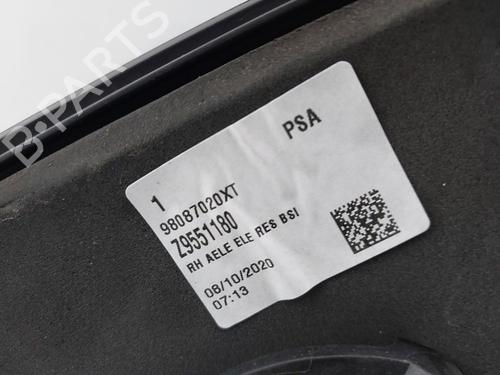 B-PARTS
PSA
1
98087020XT
Z9551180
RH AELE ELE RES BSI
08/10/2020
07:13